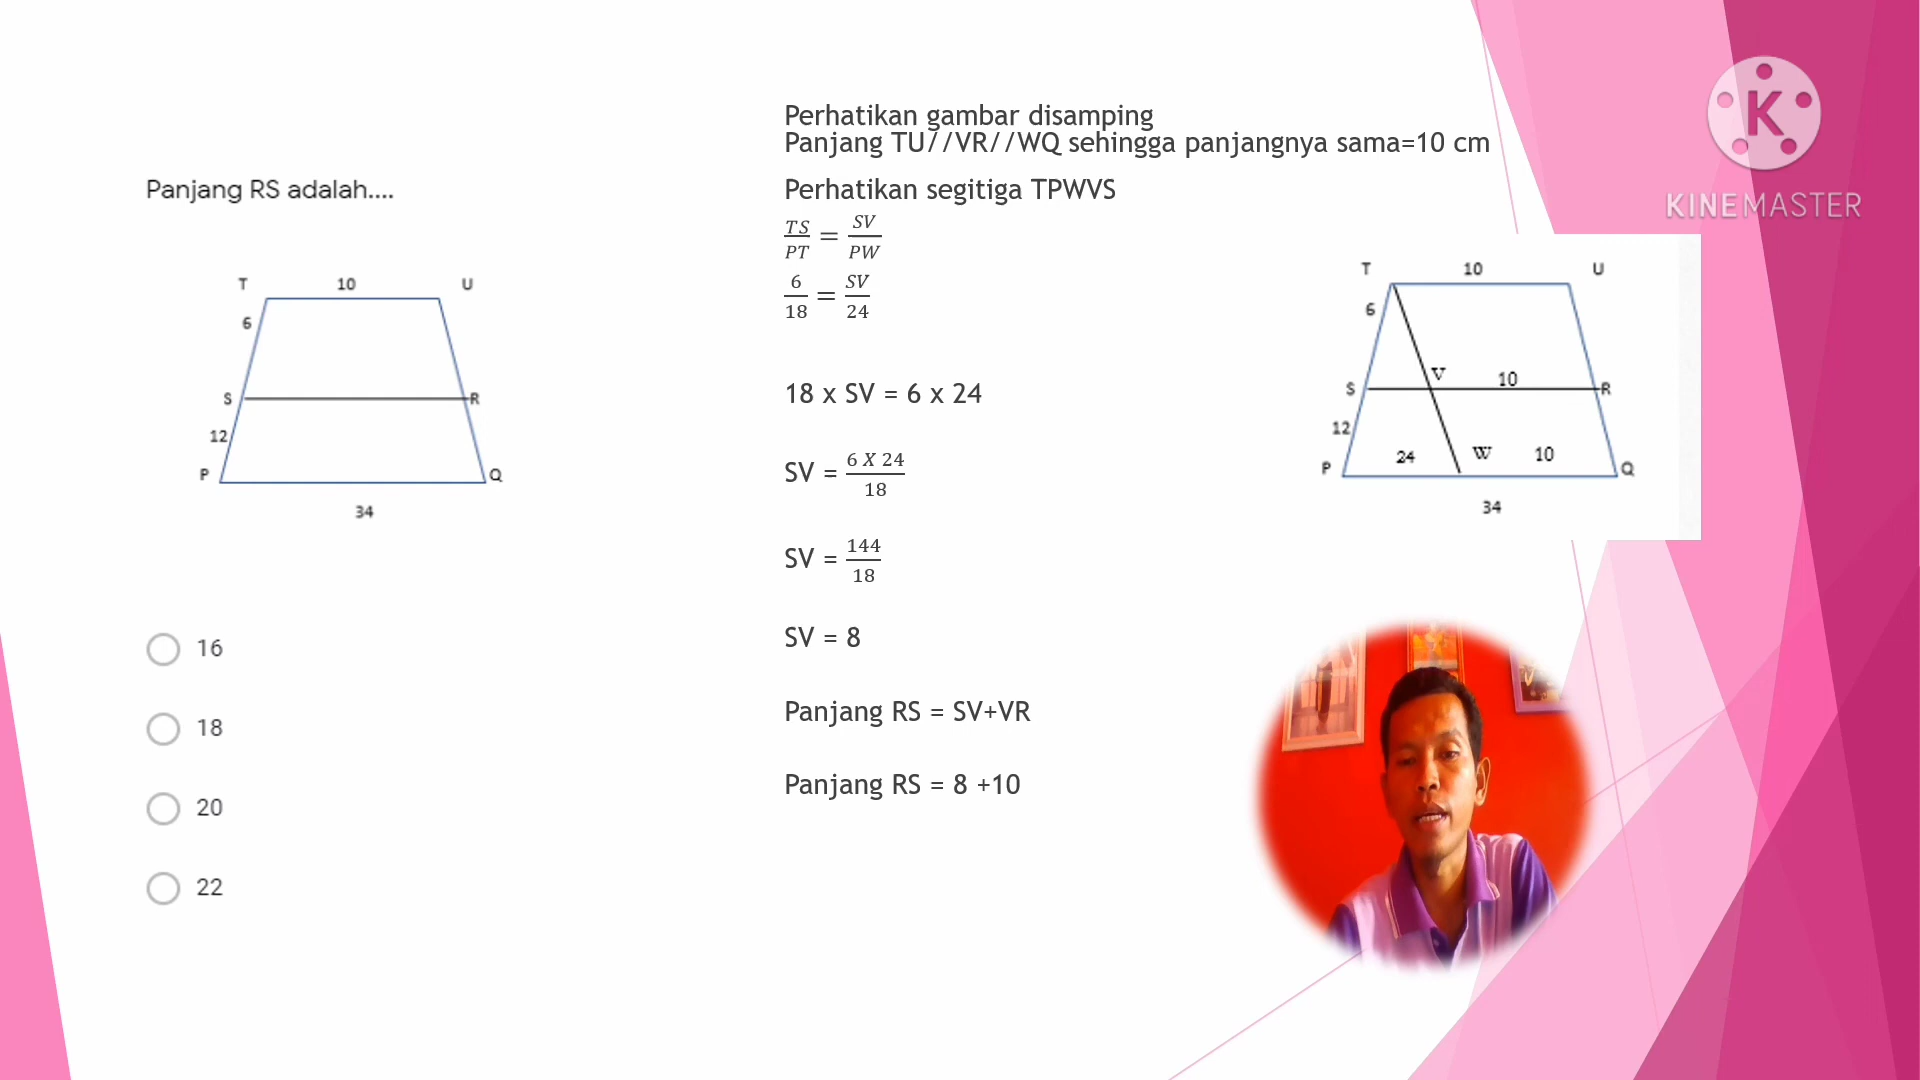 Panjang RS adalah....
T 10 U
6
S R
12
P Q
34
16
18
20
22
Perhatikan gambar disamping
Panjang TU//VR//WQ sehingga panjangnya sama=10 cm
Perhatikan segitiga TPWVS
TS/PT = SV/PW
6/18 = SV/24
18 x SV = 6 x 24
SV = 6 X 24/18
SV = 144/18
SV = 8
Panjang RS = SV+VR
Panjang RS = 8 +10
K
KINEMASTER
T 10 U
6
V 10
S R
12
24 W 10
P Q
34